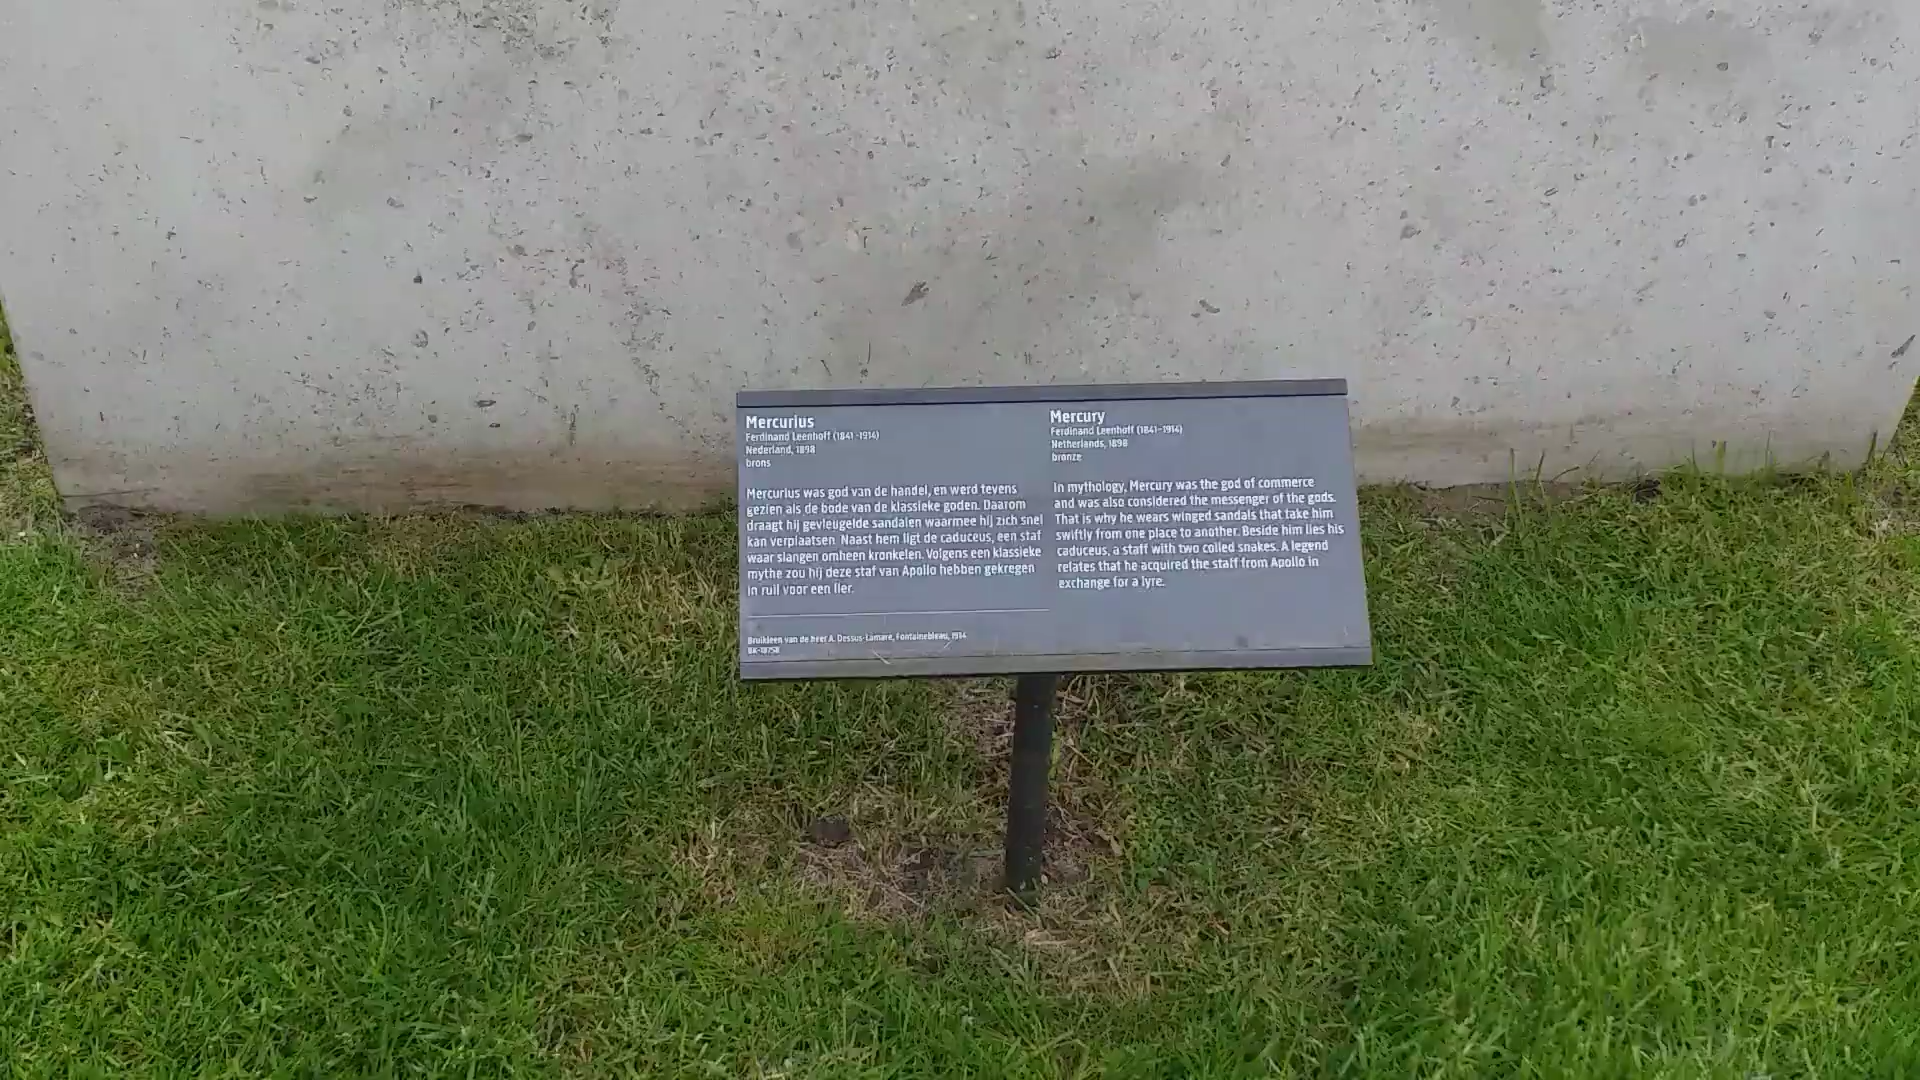 Mercurius
Ferdinand Leenhoff (1841-1914)
Nederland, 1898
brons
Mercurius was god van de handel, en werd tevens
gezien als de bode van de klassieke goden. Daarom
draagt hij gevleugelde sandalen waarmee hij zich snel
kan verplaatsen. Naast hem ligt de caduceus, een staf
waar slangen omheen kronkelen. Volgens een klassieke
mythe zou hij deze staf van Apollo hebben gekregen
in ruil voor een lier.
Bruikleen van de heer A. Dessus-Lamare, Fontainebleau, 1914
BK-18758
Mercury
Ferdinand Leenhoff (1841-1914)
Netherlands, 1898
bronze
In mythology, Mercury was the god of commerce
and was also considered the messenger of the gods.
That is why he wears winged sandals that take him
swiftly from one place to another. Beside him lies his
caduceus, a staff with two coiled snakes. A legend
relates that he acquired the staff from Apollo in
exchange for a lyre.